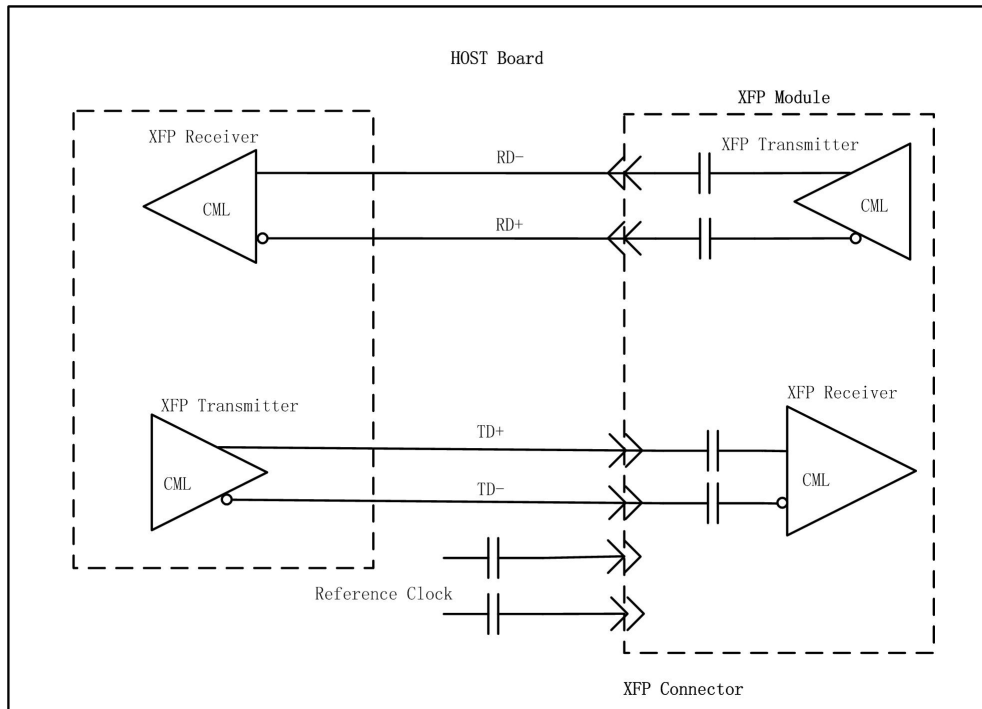 HOST Board
XFP Module
XFP Receiver
XFP Transmitter
RD-
CML
CML
RD+
XFP Receiver
XFP Transmitter
TD+
CML
CML
TD-
Reference Clock
XFP Connector